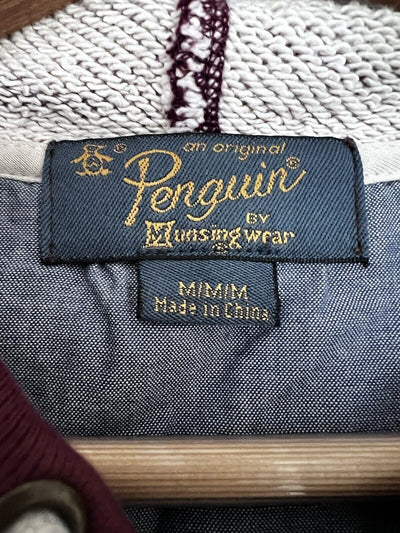 ® an original
Penguin®
BY
Munsingwear
®
M/M/M
Made in China